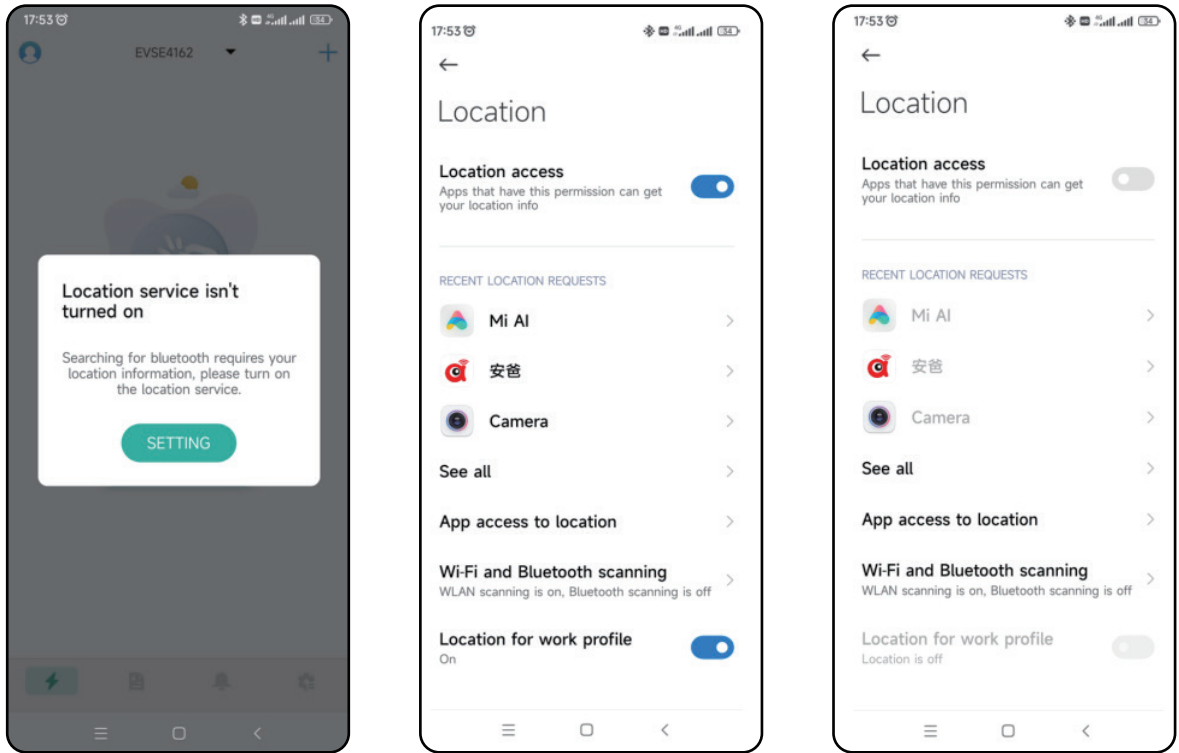 17:53
4G
54
EVSE4162
Location service isn't
turned on
Searching for bluetooth requires your
location information, please turn on
the location service.
SETTING
17:53
4G
54
Location
Location access
Apps that have this permission can get
your location info
RECENT LOCATION REQUESTS
Mi AI
安爸
Camera
See all
App access to location
Wi-Fi and Bluetooth scanning
WLAN scanning is on, Bluetooth scanning is off
Location for work profile
On
17:53
4G
54
Location
Location access
Apps that have this permission can get
your location info
RECENT LOCATION REQUESTS
Mi AI
安爸
Camera
See all
App access to location
Wi-Fi and Bluetooth scanning
WLAN scanning is on, Bluetooth scanning is off
Location for work profile
Location is off